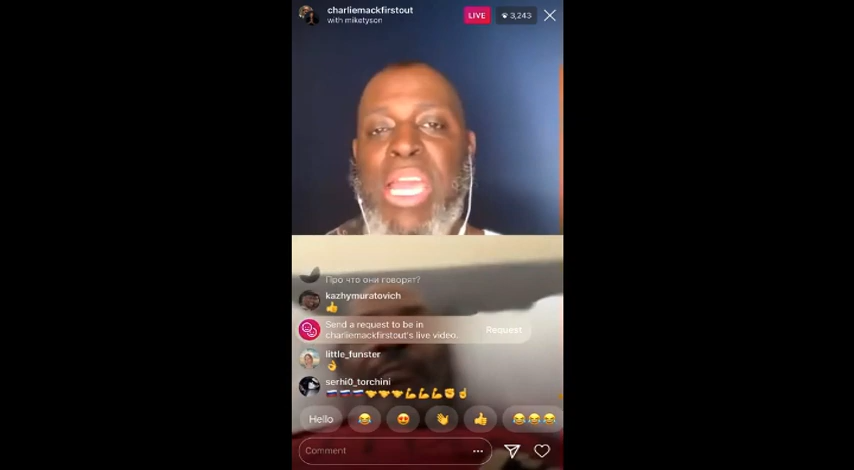 charliemackfirstout
with miketyson
LIVE
3,243
Про что они говорят?
kazhymuratovich
👍
Send a request to be in
charliemackfirstout's live video.
Request
little_funster
👌
serhi0_torchini
Hello
Comment